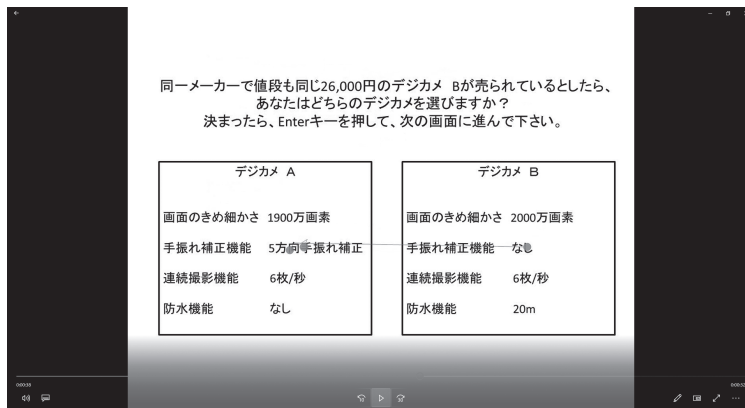 同一メーカーで値段も同じ26,000円のデジカメ Bが売られているとしたら、
あなたはどちらのデジカメを選びますか？
決まったら、Enterキーを押して、次の画面に進んで下さい。
デジカメ A
画面のきめ細かさ 1900万画素
手振れ補正機能 5方向手振れ補正
連続撮影機能 6枚/秒
防水機能 なし
デジカメ B
画面のきめ細かさ 2000万画素
手振れ補正機能 なし
連続撮影機能 6枚/秒
防水機能 20m